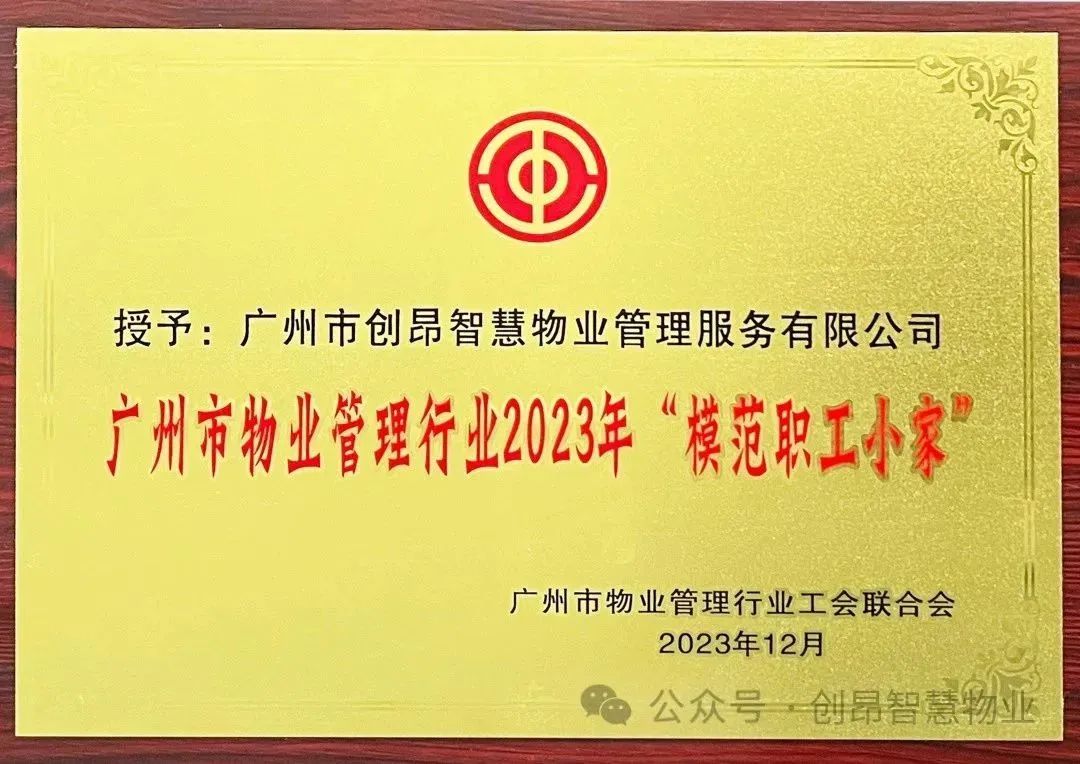 授予：广州市创昂智慧物业管理服务有限公司
广州市物业管理行业2023年“模范职工小家”
广州市物业管理行业工会联合会
2023年12月
公众号·创昂智慧物业